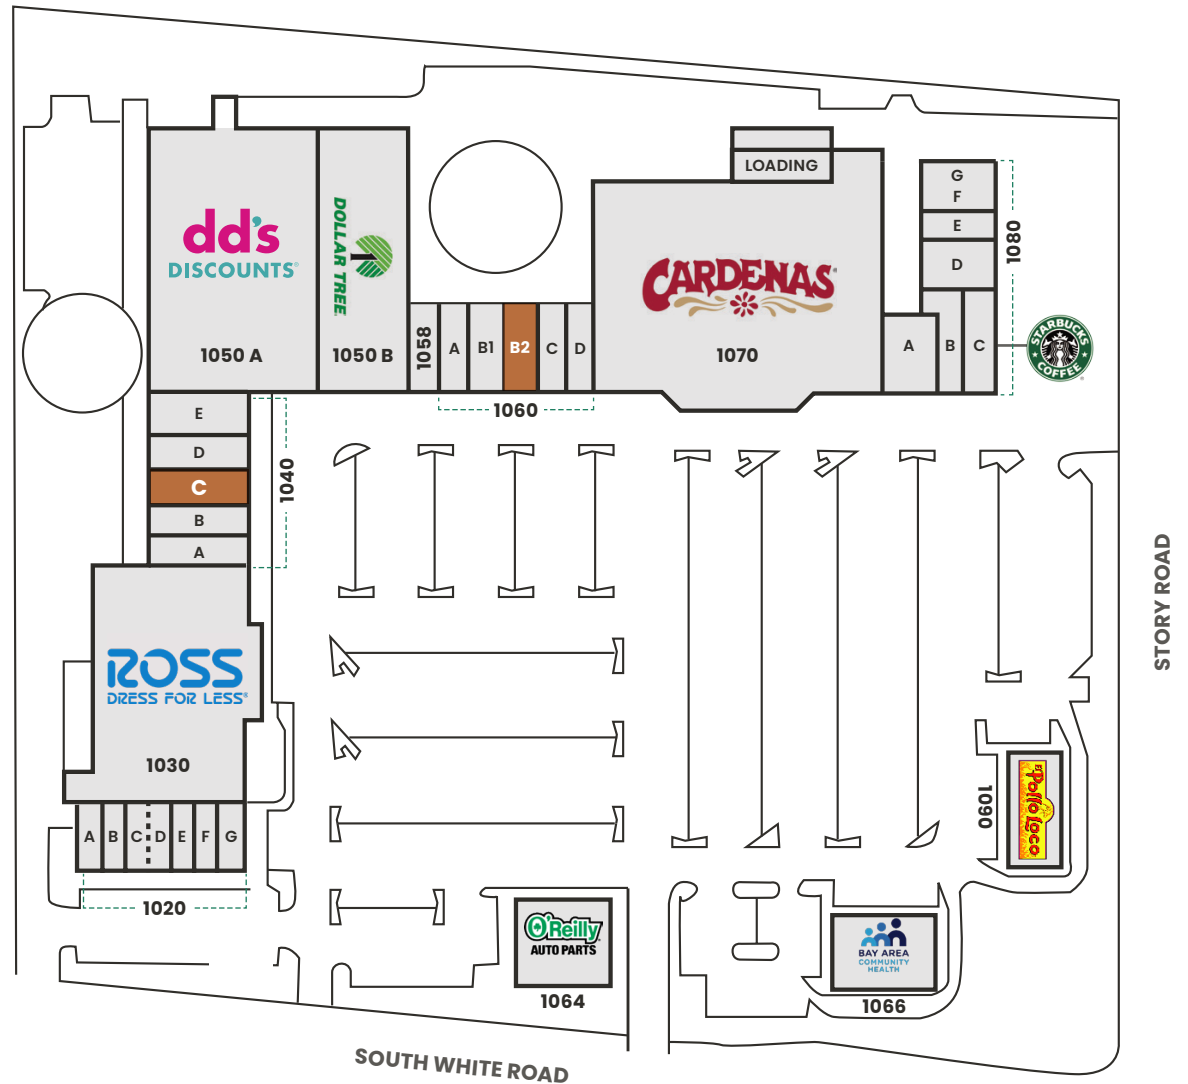 LOADING
G
F
E
D
1080
A
B
C
STARBUCKS
COFFEE
dd's
DISCOUNTS®
1050 A
DOLLAR TREE
1050 B
1058
A
B1
B2
C
D
1060
CARDENAS
1070
E
D
C
B
A
1040
ROSS
DRESS FOR LESS®
1030
A
B
C
D
E
F
G
1020
El
Pollo Loco
1090
O'Reilly
AUTO PARTS
1064
BAY AREA
COMMUNITY
HEALTH
1066
STORY ROAD
SOUTH WHITE ROAD